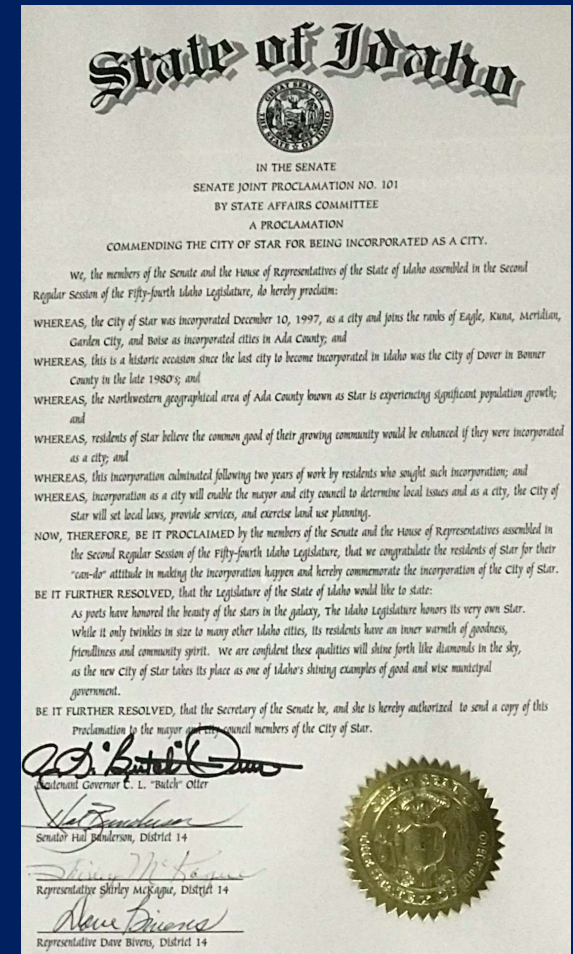 State of Idaho
GREAT SEAL OF
THE STATE OF IDAHO
IN THE SENATE
SENATE JOINT PROCLAMATION NO. 101
BY STATE AFFAIRS COMMITTEE
A PROCLAMATION
COMMENDING THE CITY OF STAR FOR BEING INCORPORATED AS A CITY.
We, the members of the Senate and the House of Representatives of the State of Idaho assembled in the Second
Regular Session of the Fifty-fourth Idaho Legislature, do hereby proclaim:
WHEREAS, the City of Star was incorporated December 10, 1997, as a city and joins the ranks of Eagle, Kuna, Meridian,
Garden City, and Boise as incorporated cities in Ada County; and
WHEREAS, this is a historic occasion since the last city to become incorporated in Idaho was the City of Dover in Bonner
County in the late 1980's; and
WHEREAS, the Northwestern geographical area of Ada County known as Star is experiencing significant population growth;
and
WHEREAS, residents of Star believe the common good of their growing community would be enhanced if they were incorporated
as a city; and
WHEREAS, this incorporation culminated following two years of work by residents who sought such incorporation; and
WHEREAS, incorporation as a city will enable the mayor and city council to determine local issues and as a city, the City of
Star will set local laws, provide services, and exercise land use planning.
NOW, THEREFORE, BE IT PROCLAIMED by the members of the Senate and the House of Representatives assembled in
the Second Regular Session of the Fifty-fourth Idaho Legislature, that we congratulate the residents of Star for their
"can-do" attitude in making the incorporation happen and hereby commemorate the incorporation of the City of Star.
BE IT FURTHER RESOLVED, that the Legislature of the State of Idaho would like to state:
As poets have honored the beauty of the stars in the galaxy, The Idaho Legislature honors its very own Star.
While it only twinkles in size to many other Idaho cities, its residents have an inner warmth of goodness,
friendliness and community spirit. We are confident these qualities will shine forth like diamonds in the sky,
as the new City of Star takes its place as one of Idaho's shining examples of good and wise municipal
government.
BE IT FURTHER RESOLVED, that the Secretary of the Senate be, and she is hereby authorized to send a copy of this
Proclamation to the mayor and city council members of the City of Star.
"Butch" Otter
Lieutenant Governor C. L. "Butch" Otter
Hal Bunderson
Senator Hal Bunderson, District 14
Shirley McKague
Representative Shirley McKague, District 14
Dave Bivens
Representative Dave Bivens, District 14